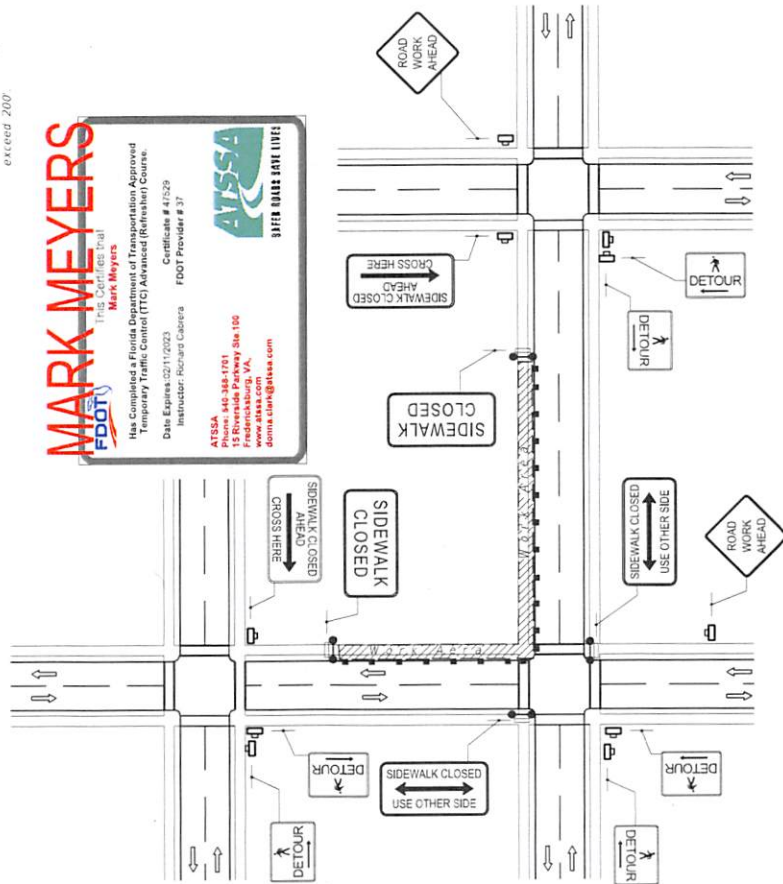 exceed 200'
MARK MEYERS
This Certifies that
Mark Meyers
FDOT
Has Completed a Florida Department of Transportation Approved
Temporary Traffic Control (TTC) Advanced (Refresher) Course.
Date Expires:02/11/2023
Certificate # 47529
Instructor: Richard Cabrera
FDOT Provider # 37
ATSSA
Phone: 540-368-1701
15 Riverside Parkway Ste 100
Fredericksburg, VA,
www.atssa.com
donna.clark@atssa.com
ATSSA
SAFER ROADS SAVE LIVES
ROAD
WORK
AHEAD
SIDEWALK CLOSED
AHEAD
CROSS HERE
SIDEWALK
CLOSED
DETOUR
DETOUR
SIDEWALK CLOSED
AHEAD
CROSS HERE
SIDEWALK
CLOSED
Work Area
Work Area
SIDEWALK CLOSED
USE OTHER SIDE
ROAD
WORK
AHEAD
DETOUR
DETOUR
SIDEWALK CLOSED
USE OTHER SIDE
DETOUR
DETOUR